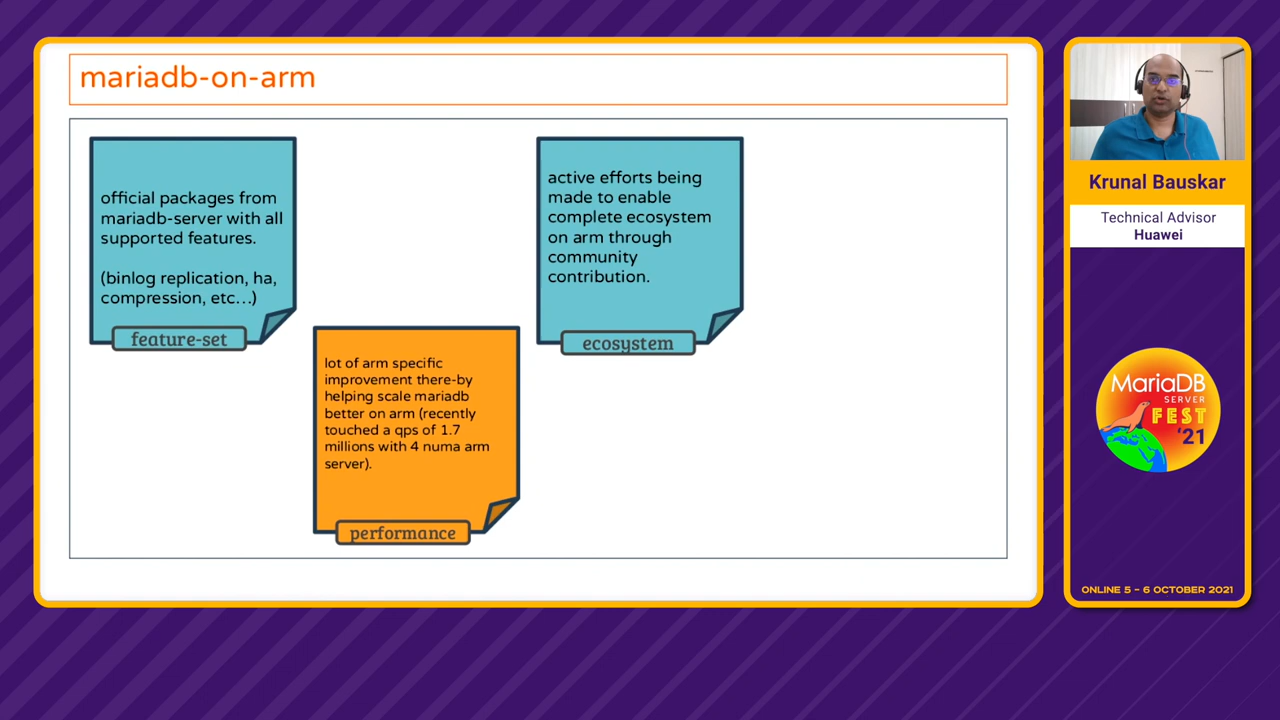 mariadb-on-arm
official packages from
mariadb-server with all
supported features.
(binlog replication, ha,
compression, etc...)
feature-set
lot of arm specific
improvement there-by
helping scale mariadb
better on arm (recently
touched a qps of 1.7
millions with 4 numa arm
server).
performance
active efforts being
made to enable
complete ecosystem
on arm through
community
contribution.
ecosystem
Krunal Bauskar
Technical Advisor
Huawei
MariaDB
SERVER
FEST
'21
ONLINE 5 - 6 OCTOBER 2021